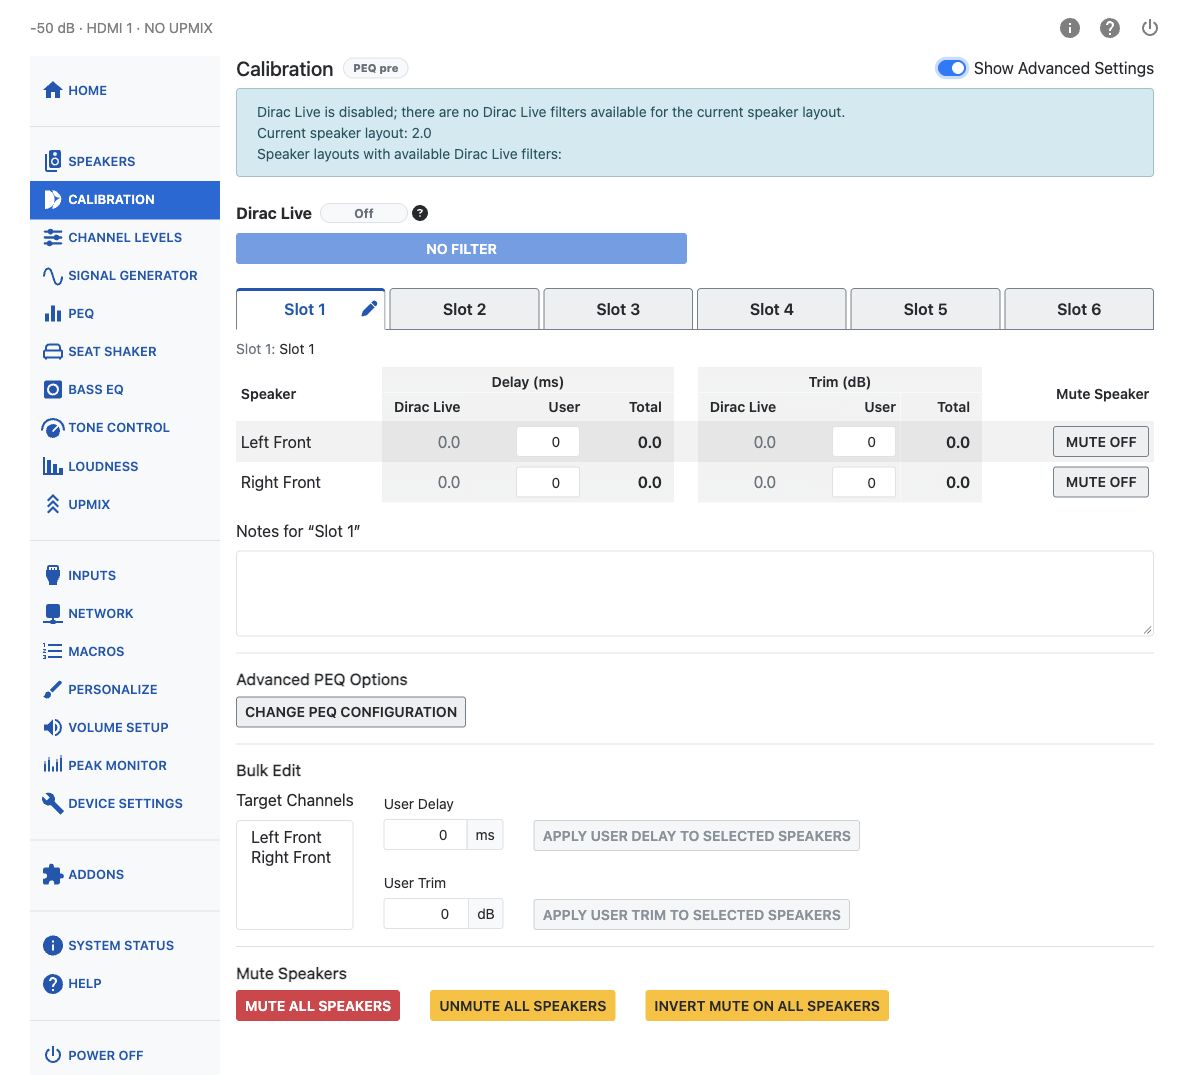 -50 dB · HDMI 1 · NO UPMIX
HOME
SPEAKERS
CALIBRATION
CHANNEL LEVELS
SIGNAL GENERATOR
PEQ
SEAT SHAKER
BASS EQ
TONE CONTROL
LOUDNESS
UPMIX
INPUTS
NETWORK
MACROS
PERSONALIZE
VOLUME SETUP
PEAK MONITOR
DEVICE SETTINGS
ADDONS
SYSTEM STATUS
HELP
POWER OFF
Calibration PEQ pre Show Advanced Settings
Dirac Live is disabled; there are no Dirac Live filters available for the current speaker layout.
Current speaker layout: 2.0
Speaker layouts with available Dirac Live filters:
Dirac Live Off ?
NO FILTER
Slot 1 Slot 2 Slot 3 Slot 4 Slot 5 Slot 6
Slot 1: Slot 1
Speaker Delay (ms) Trim (dB) Mute Speaker
Dirac Live User Total Dirac Live User Total
Left Front 0.0 0 0.0 0.0 0 0.0 MUTE OFF
Right Front 0.0 0 0.0 0.0 0 0.0 MUTE OFF
Notes for “Slot 1”
Advanced PEQ Options
CHANGE PEQ CONFIGURATION
Bulk Edit
Target Channels
Left Front
Right Front
User Delay
0 ms APPLY USER DELAY TO SELECTED SPEAKERS
User Trim
0 dB APPLY USER TRIM TO SELECTED SPEAKERS
Mute Speakers
MUTE ALL SPEAKERS UNMUTE ALL SPEAKERS INVERT MUTE ON ALL SPEAKERS